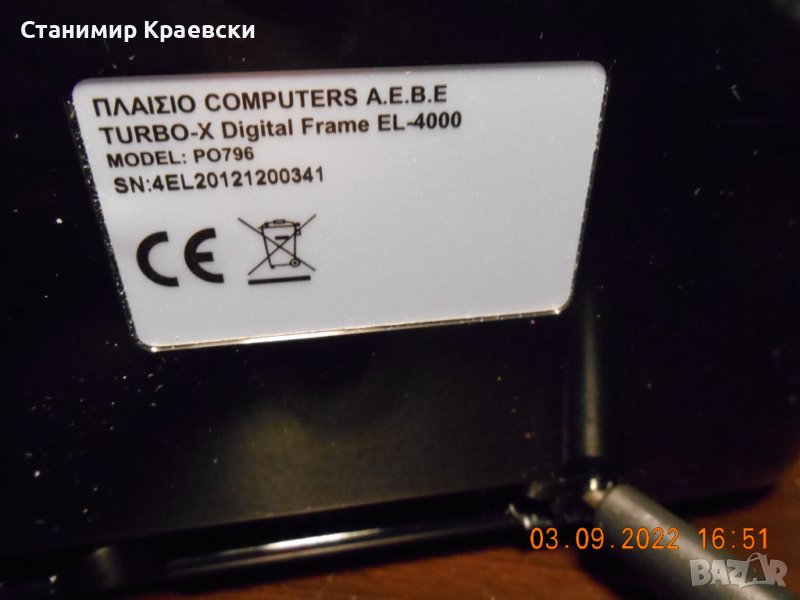 Станимир Краевски
ΠΛΑΙΣΙΟ COMPUTERS A.E.B.E
TURBO-X Digital Frame EL-4000
MODEL: PO796
SN:4EL20121200341
CE
03.09.2022 16:51
BAZAR